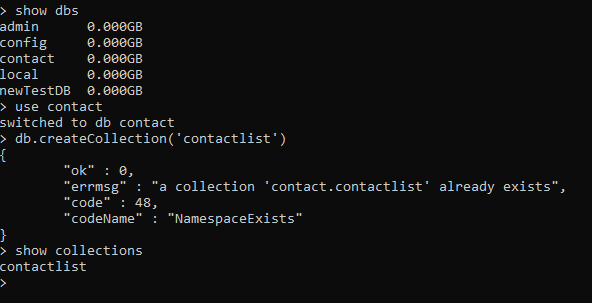 > show dbs
admin     0.000GB
config    0.000GB
contact   0.000GB
local     0.000GB
newTestDB  0.000GB
> use contact
switched to db contact
> db.createCollection('contactlist')
{
        "ok" : 0,
        "errmsg" : "a collection 'contact.contactlist' already exists",
        "code" : 48,
        "codeName" : "NamespaceExists"
}
> show collections
contactlist
>